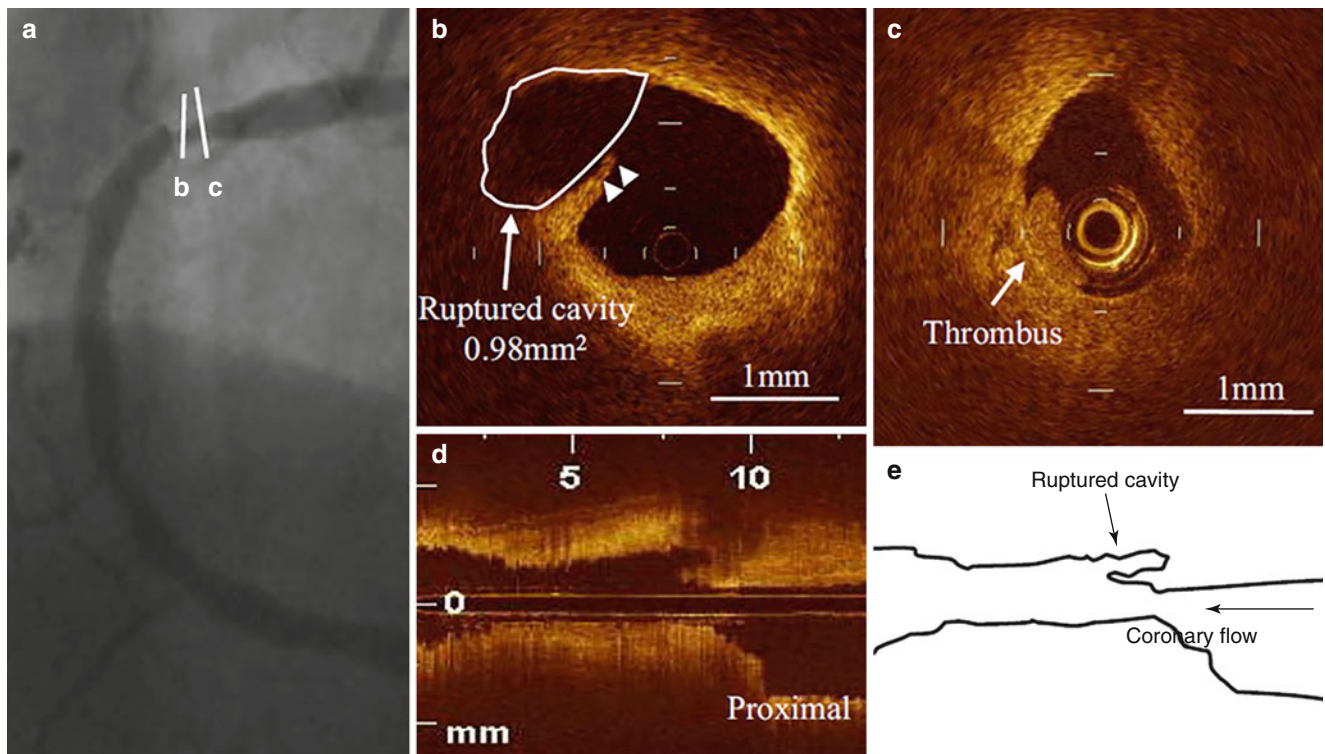 a
b
c
b
Ruptured cavity
0.98mm²
1mm
c
Thrombus
1mm
d
5
10
0
mm
Proximal
e
Ruptured cavity
Coronary flow